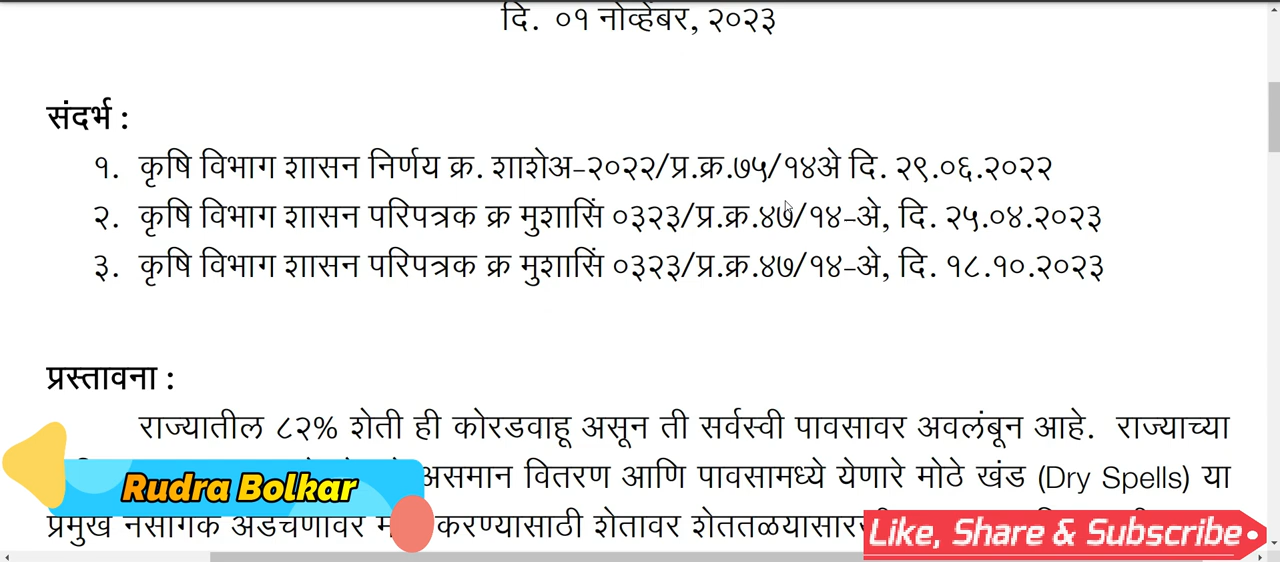 दि. ०१ नोव्हेंबर, २०२३
संदर्भ :
१. कृषि विभाग शासन निर्णय क्र. शाशेअ-२०२२/प्र.क्र.७५/१४अे दि. २९.०६.२०२२
२. कृषि विभाग शासन परिपत्रक क्र मुशासिं ०३२३/प्र.क्र.४७/१४-अे, दि. २५.०४.२०२३
३. कृषि विभाग शासन परिपत्रक क्र मुशासिं ०३२३/प्र.क्र.४७/१४-अे, दि. १८.१०.२०२३
प्रस्तावना :
राज्यातील ८२% शेती ही कोरडवाहू असून ती सर्वस्वी पावसावर अवलंबून आहे. राज्याच्या
असमान वितरण आणि पावसामध्ये येणारे मोठे खंड (Dry Spells) या
Rudra Bolkar
प्रमुख नैसर्गिक अडचणींवर करण्यासाठी शेतावर
Like, Share & Subscribe